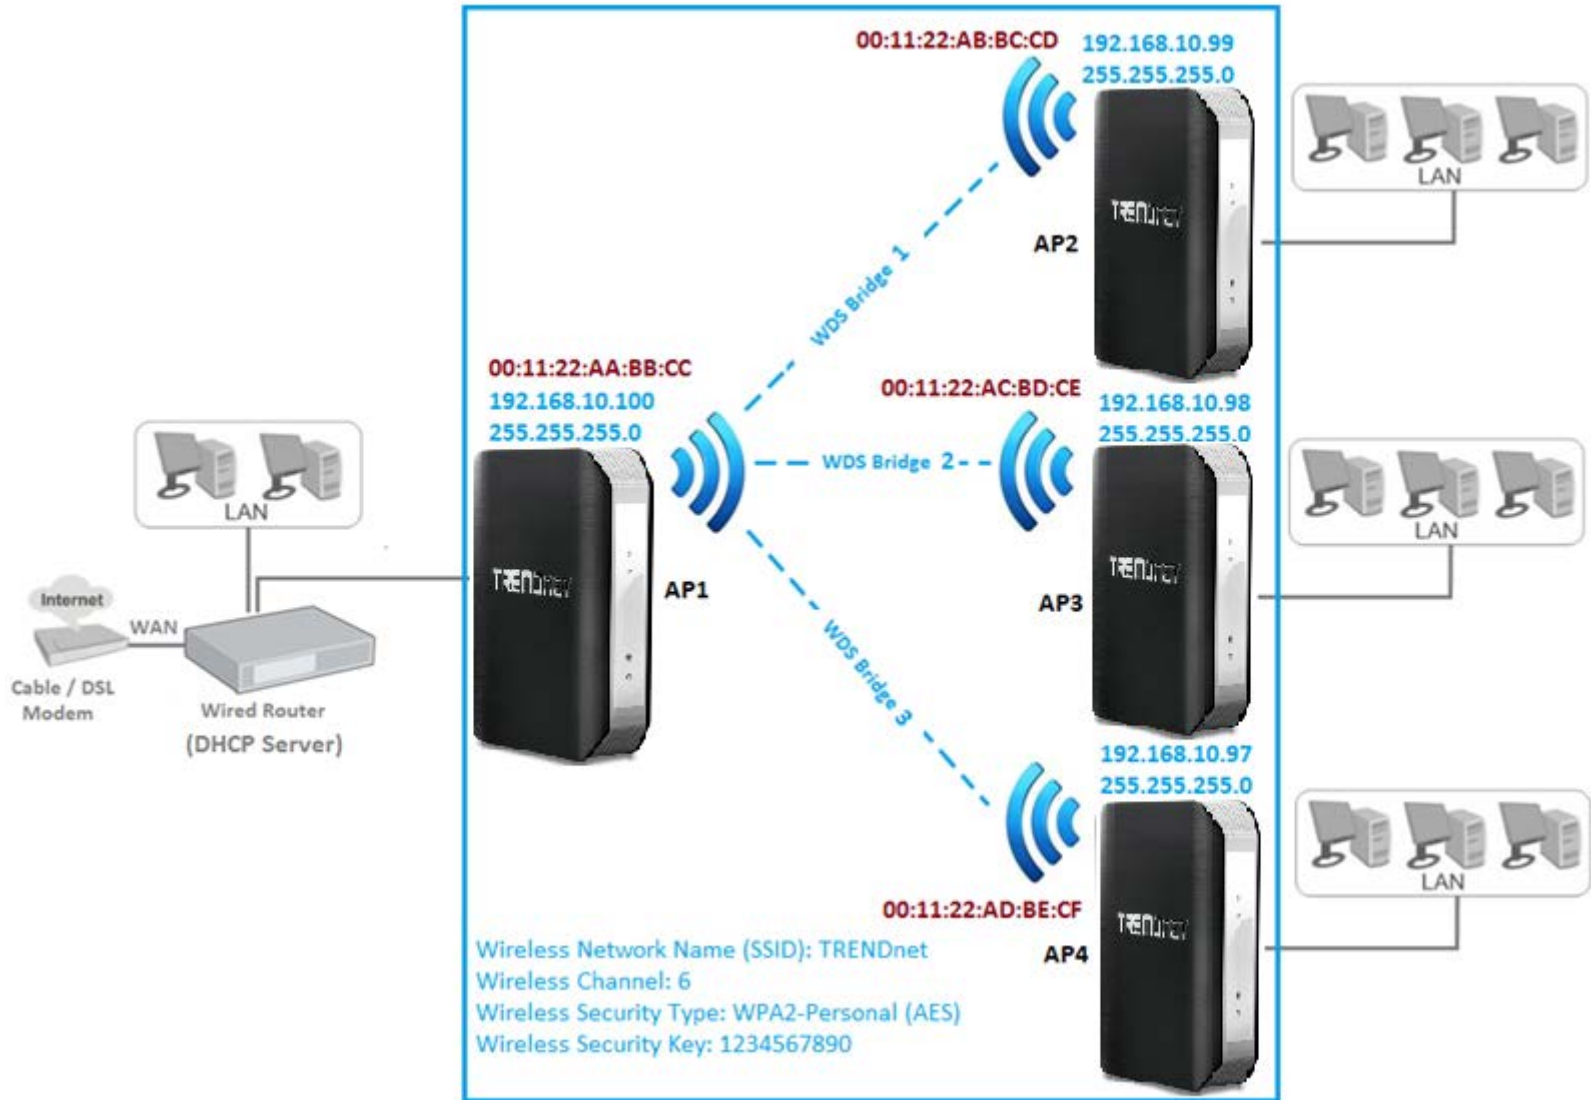 00:11:22:AB:BC:CD
192.168.10.99
255.255.255.0
LAN
TRENDnet
AP2
WDS Bridge 1
00:11:22:AA:BB:CC
192.168.10.100
255.255.255.0
00:11:22:AC:BD:CE
192.168.10.98
255.255.255.0
WDS Bridge 2
LAN
LAN
TRENDnet
AP1
TRENDnet
AP3
Internet
WAN
Cable / DSL
Modem
Wired Router
(DHCP Server)
WDS Bridge 3
192.168.10.97
255.255.255.0
LAN
00:11:22:AD:BE:CF
TRENDnet
AP4
Wireless Network Name (SSID): TRENDnet
Wireless Channel: 6
Wireless Security Type: WPA2-Personal (AES)
Wireless Security Key: 1234567890